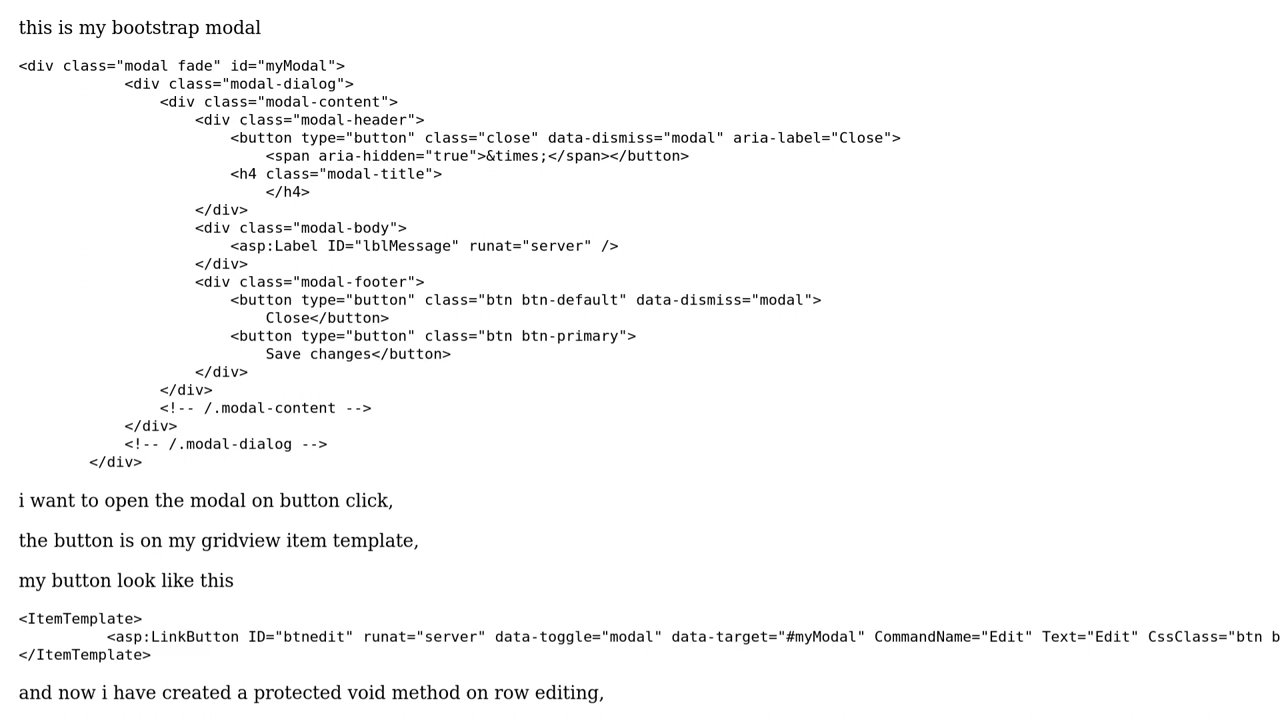 this is my bootstrap modal
<div class="modal fade" id="myModal">
            <div class="modal-dialog">
                <div class="modal-content">
                    <div class="modal-header">
                        <button type="button" class="close" data-dismiss="modal" aria-label="Close">
                            <span aria-hidden="true">&times;</span></button>
                        <h4 class="modal-title">
                            </h4>
                    </div>
                    <div class="modal-body">
                        <asp:Label ID="lblMessage" runat="server" />
                    </div>
                    <div class="modal-footer">
                        <button type="button" class="btn btn-default" data-dismiss="modal">
                            Close</button>
                        <button type="button" class="btn btn-primary">
                            Save changes</button>
                    </div>
                </div>
                <!-- /.modal-content -->
            </div>
            <!-- /.modal-dialog -->
        </div>
i want to open the modal on button click,
the button is on my gridview item template,
my button look like this
<ItemTemplate>
          <asp:LinkButton ID="btnedit" runat="server" data-toggle="modal" data-target="#myModal" CommandName="Edit" Text="Edit" CssClass="btn b
</ItemTemplate>
and now i have created a protected void method on row editing,